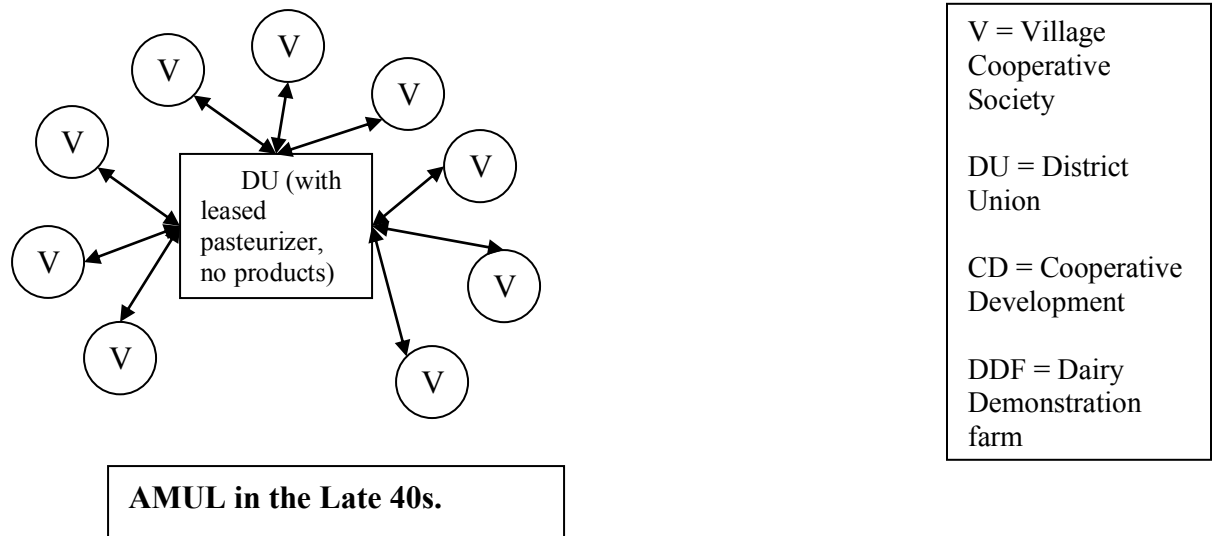 V
V
V
V
V
V
V
V
V
DU (with
leased
pasteurizer,
no products)
V = Village
Cooperative
Society
DU = District
Union
CD = Cooperative
Development
DDF = Dairy
Demonstration
farm
AMUL in the Late 40s.